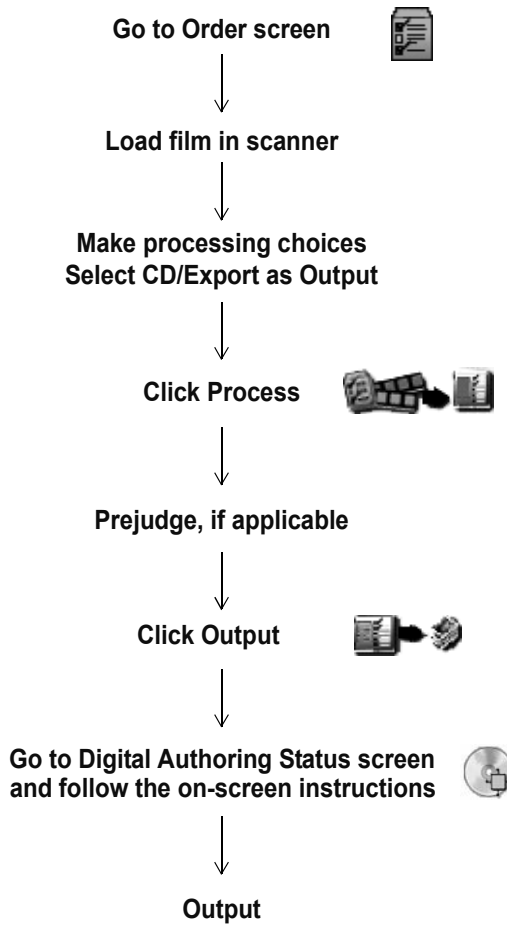 Go to Order screen
Load film in scanner
Make processing choices
Select CD/Export as Output
Click Process
Prejudge, if applicable
Click Output
Go to Digital Authoring Status screen
and follow the on-screen instructions
Output